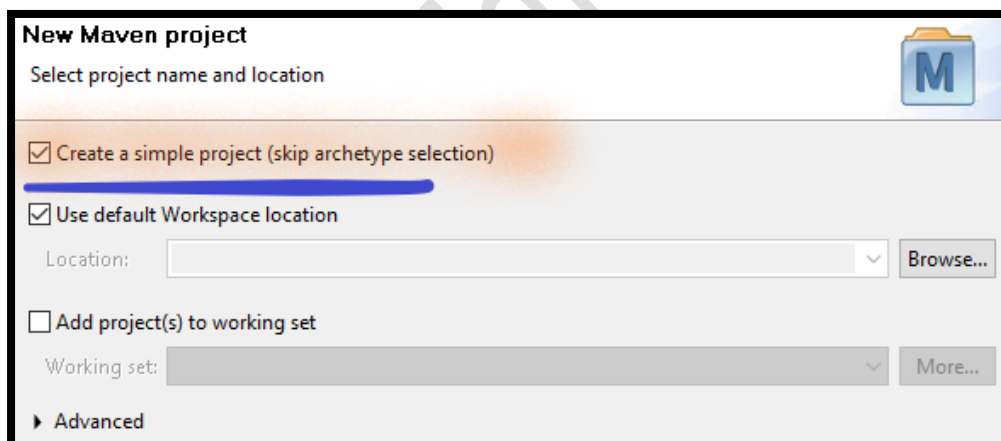 New Maven project
Select project name and location
M
Create a simple project (skip archetype selection)
Use default Workspace location
Location:
Browse...
Add project(s) to working set
Working set:
More...
Advanced